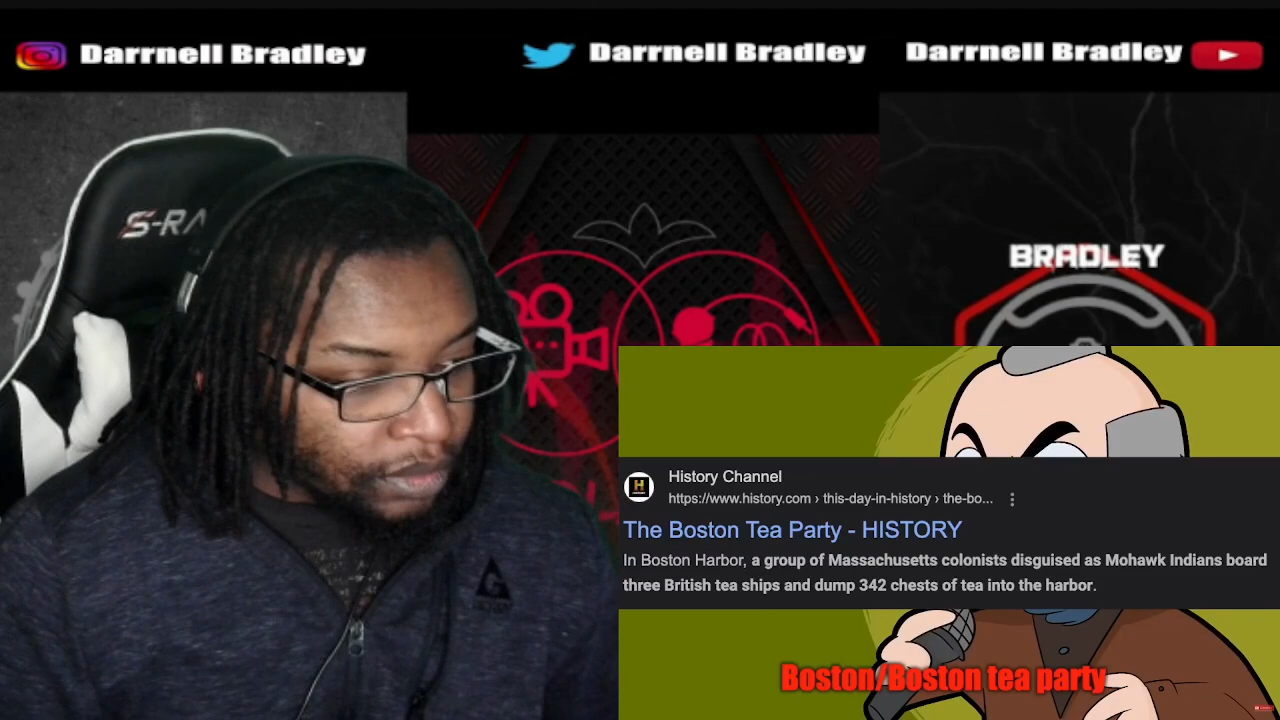 Darrnell Bradley
Darrnell Bradley
Darrnell Bradley
S-RA
BRADLEY
History Channel
https://www.history.com › this-day-in-history › the-bo...
The Boston Tea Party - HISTORY
In Boston Harbor, a group of Massachusetts colonists disguised as Mohawk Indians board
three British tea ships and dump 342 chests of tea into the harbor.
Boston/Boston tea party